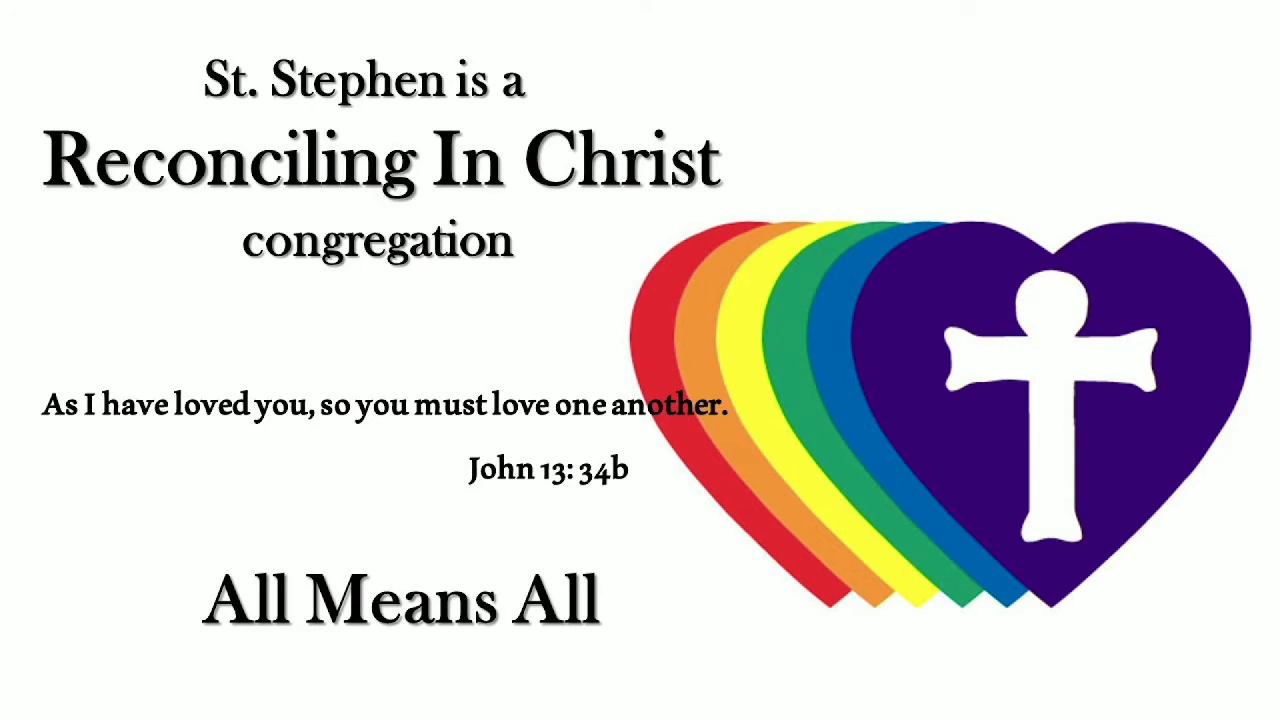 St. Stephen is a
Reconciling In Christ
congregation
As I have loved you, so you must love one another.
John 13: 34b
All Means All